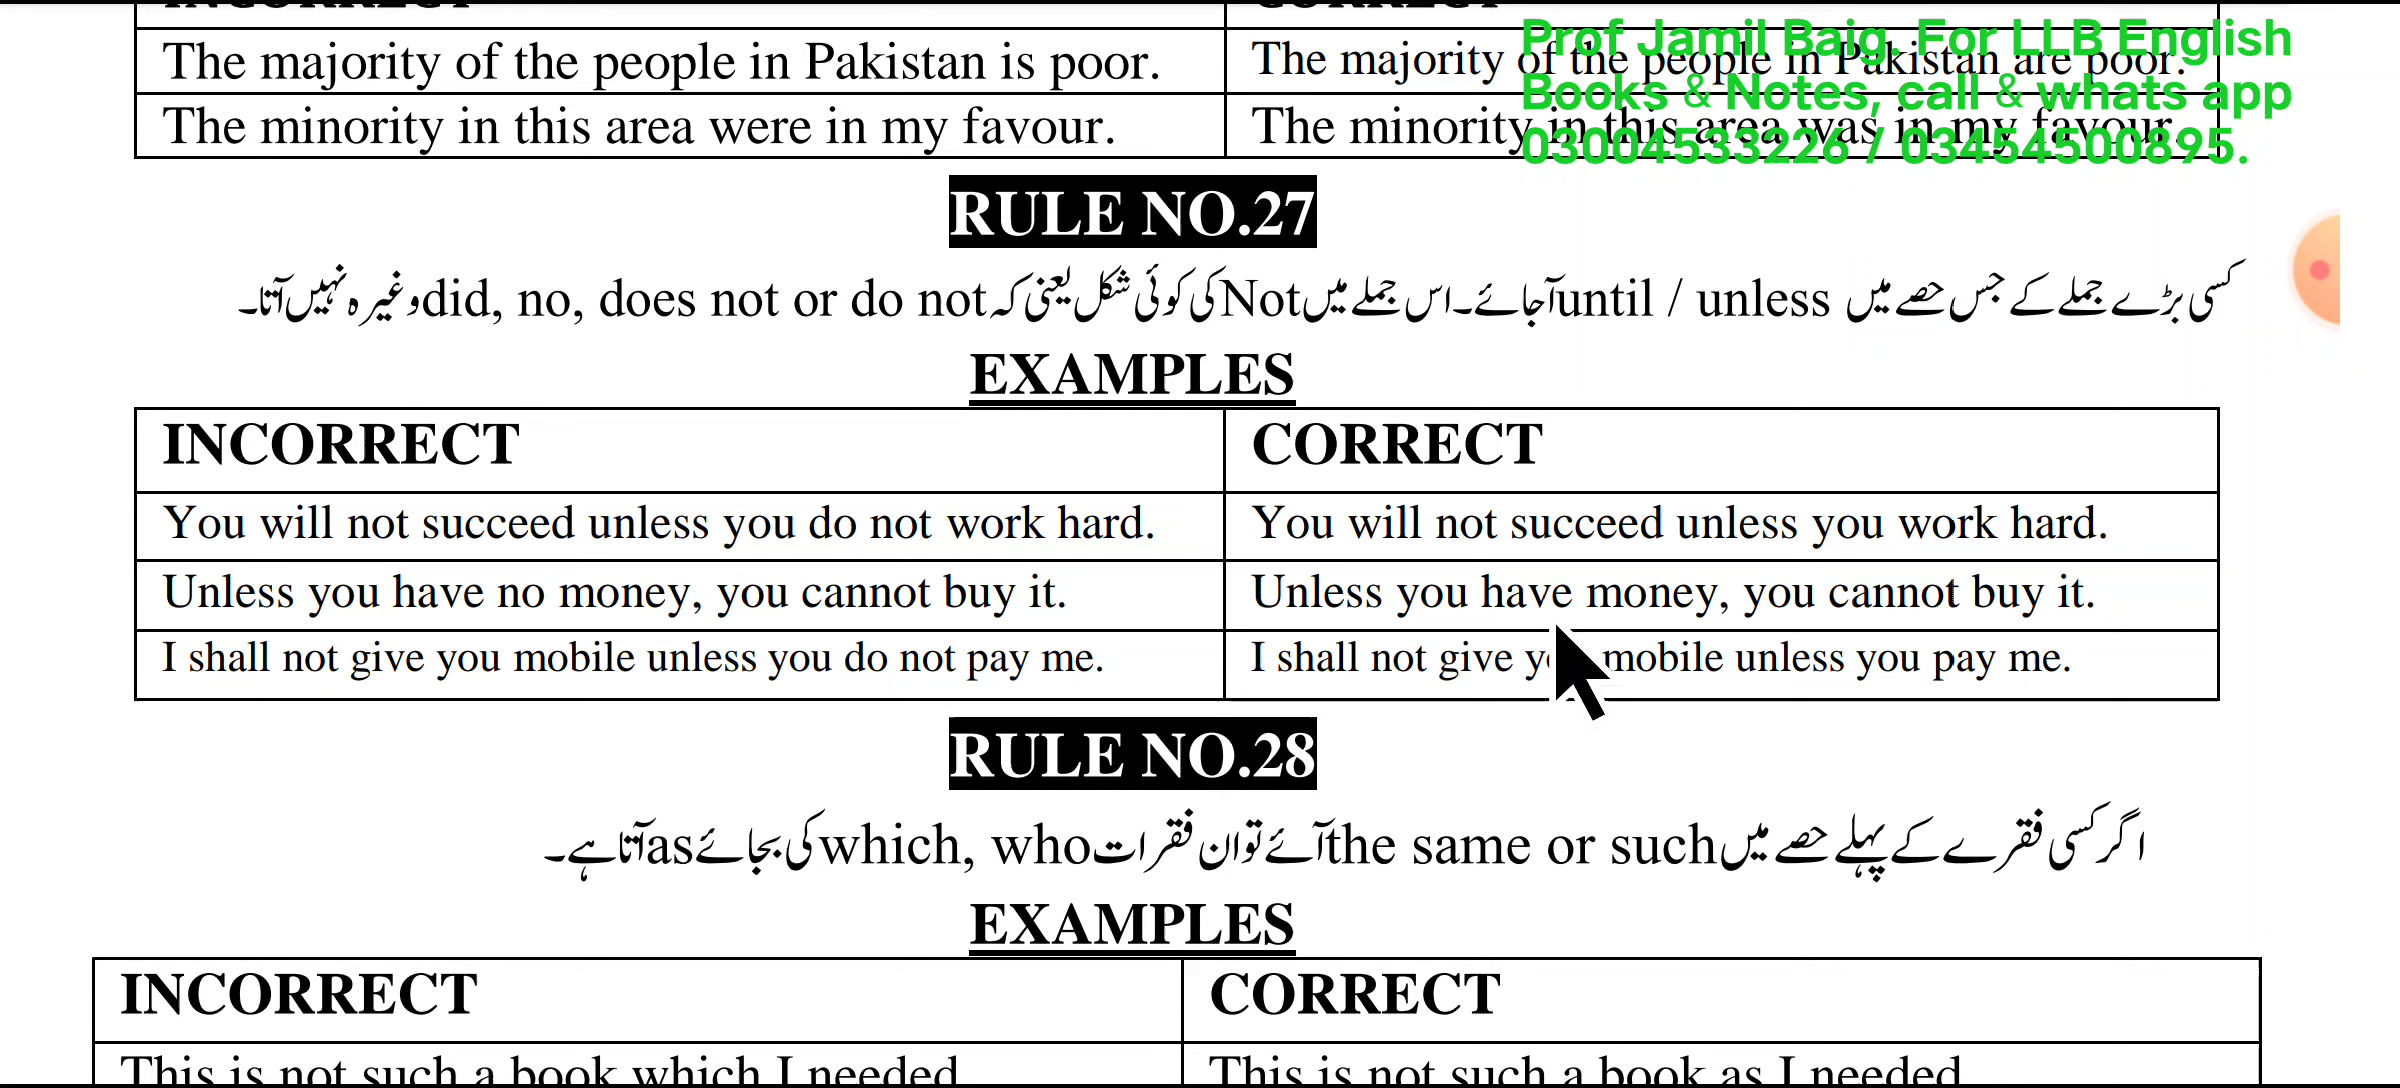 INCORRECT CORRECT
The majority of the people in Pakistan is poor. The majority of the people in Pakistan are poor.
The minority in this area were in my favour. The minority in this area was in my favour.
Prof Jamil Baig. For LLB English
Books & Notes, call & whats app
03004533226 / 03454500895.
RULE NO.27
کسی بڑے جملے کے جس حصے میں until / unless آجائے۔اس جملے میں Not کی کوئی شکل یعنی کہ did, no, does not or do not وغیرہ نہیں آتا۔
EXAMPLES
INCORRECT CORRECT
You will not succeed unless you do not work hard. You will not succeed unless you work hard.
Unless you have no money, you cannot buy it. Unless you have money, you cannot buy it.
I shall not give you mobile unless you do not pay me. I shall not give mobile unless you pay me.
RULE NO.28
اگر کسی فقرے کے پہلے حصے میں the same or such آئے تو ان فقرات which, who کی بجائے as آتا ہے۔
EXAMPLES
INCORRECT CORRECT
This is not such a book which I needed This is not such a book as I needed